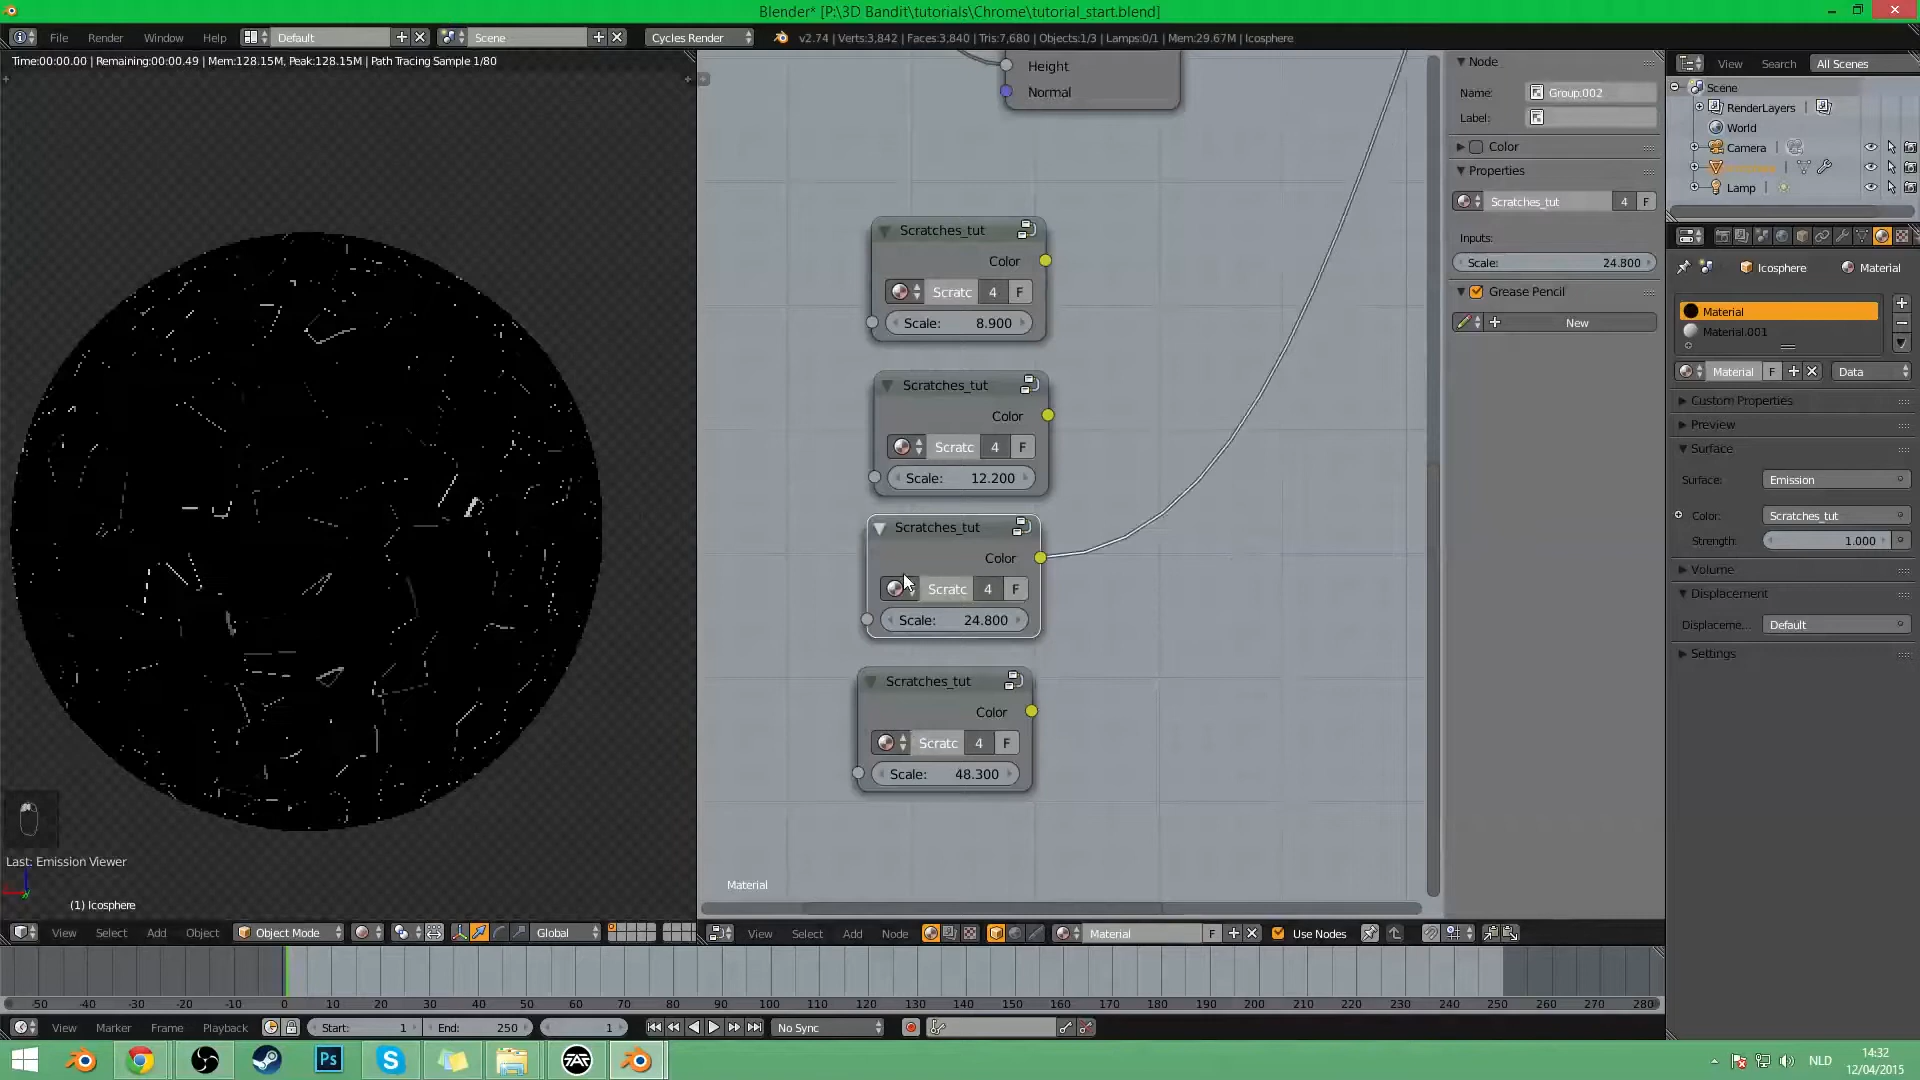 Blender* [P:\3D Bandit\tutorials\Chrome\tutorial_start.blend]
File Render Window Help Default Scene Cycles Render v2.74 | Verts:3,842 | Faces:3,840 | Tris:7,680 | Objects:1/3 | Lamps:0/1 | Mem:29.67M | Icosphere
Time:00:00.00 | Remaining:00:00.49 | Mem:128.15M, Peak:128.15M | Path Tracing Sample 1/80
Height
Normal
Scratches_tut
Color
Scratc 4 F
Scale: 8.900
Scratches_tut
Color
Scratc 4 F
Scale: 12.200
Scratches_tut
Color
Scratc 4 F
Scale: 24.800
Scratches_tut
Color
Scratc 4 F
Scale: 48.300
Material
Node
Name: Group.002
Label:
Color
Properties
Scratches_tut 4 F
Inputs:
Scale: 24.800
Grease Pencil
New
View Search All Scenes
Scene
RenderLayers
World
Camera
Lamp
Icosphere Material
Material
Material.001
Material F Data
Custom Properties
Preview
Surface
Surface: Emission
Color: Scratches_tut
Strength: 1.000
Volume
Displacement
Displaceme... Default
Settings
Last: Emission Viewer
(1) Icosphere
View Select Add Object Object Mode Global
View Select Add Node Material F Use Nodes
-50 -40 -30 -20 -10 0 10 20 30 40 50 60 70 80 90 100 110 120 130 140 150 160 170 180 190 200 210 220 230 240 250 260 270 280
View Marker Frame Playback Start: 1 End: 250 1 No Sync
Ps
NLD
14:32
12/04/2015